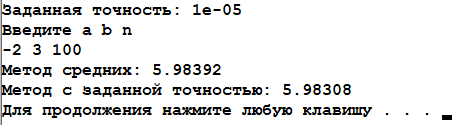 Заданная точность: 1e-05
Введите a b n
-2 3 100
Метод средних: 5.98392
Метод с заданной точностью: 5.98308
Для продолжения нажмите любую клавишу . . .